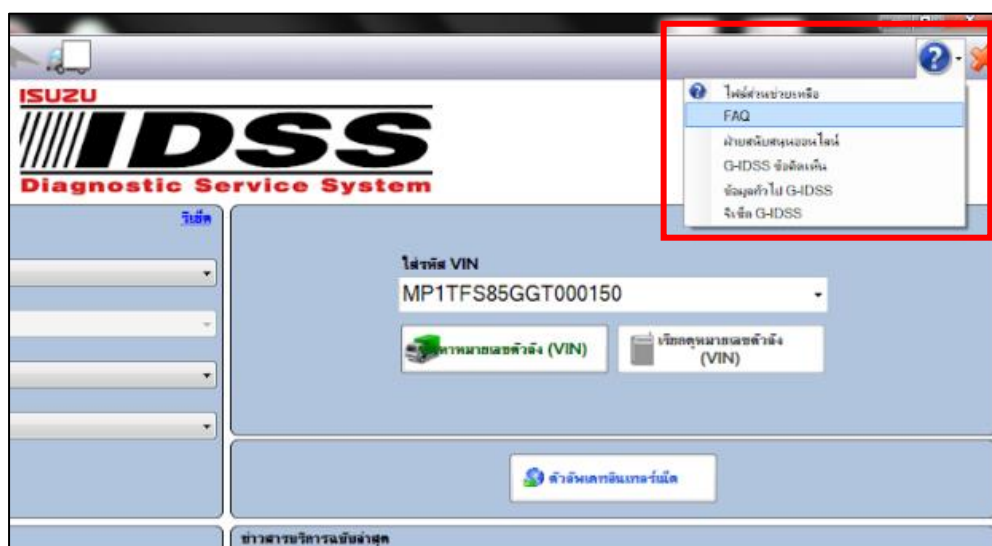 ISUZU
IDSS
Diagnostic Service System
ไฟล์ส่วนช่วยเหลือ
FAQ
ฝ่ายสนับสนุนออนไลน์
G-IDSS ข้อคิดเห็น
ข้อมูลทั่วไป G-IDSS
รีเซ็ต G-IDSS
รีเซ็ต
ใส่รหัส VIN
MP1TFS85GGT000150
หาหมายเลขตัวถัง (VIN)
เรียกดูหมายเลขตัวถัง
(VIN)
ตัวอัพเดทอินเทอร์เน็ต
ข่าวสารบริการฉบับล่าสุด